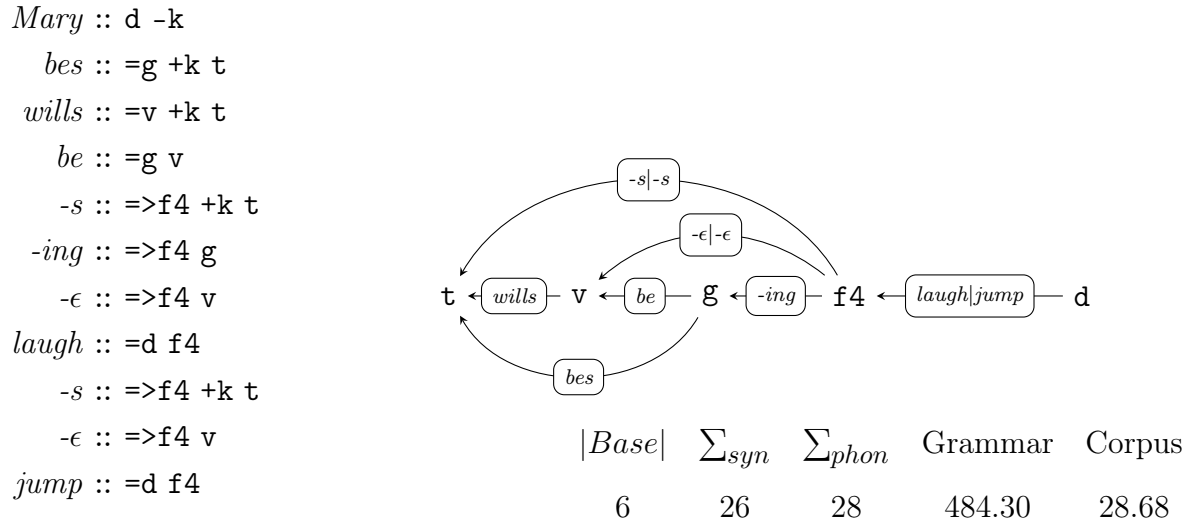 Mary :: d -k
bes :: =g +k t
wills :: =v +k t
be :: =g v
-s :: =>f4 +k t
-ing :: =>f4 g
-ϵ :: =>f4 v
laugh :: =d f4
-s :: =>f4 +k t
-ϵ :: =>f4 v
jump :: =d f4
-s|-s
-ϵ|-ϵ
t wills v be g -ing f4 laugh|jump d
bes
|Base| ∑syn ∑phon Grammar Corpus
6 26 28 484.30 28.68